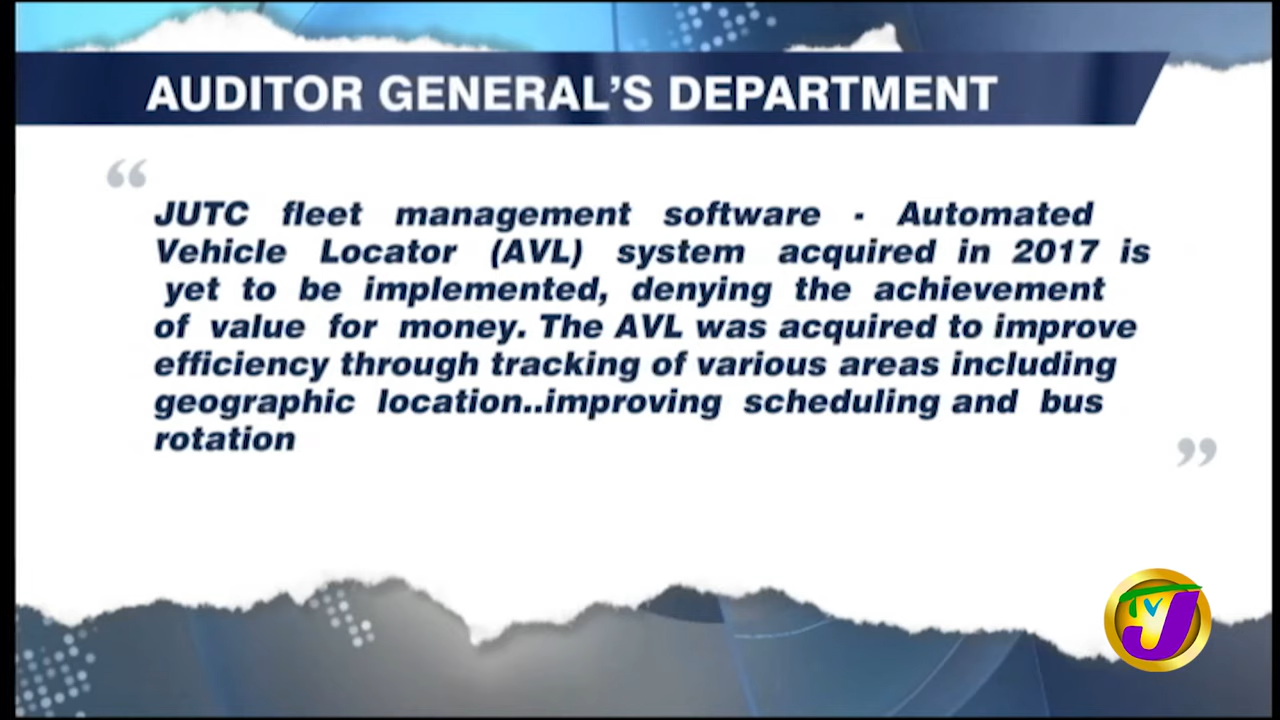 AUDITOR GENERAL'S DEPARTMENT
“
JUTC fleet management software - Automated
Vehicle Locator (AVL) system acquired in 2017 is
yet to be implemented, denying the achievement
of value for money. The AVL was acquired to improve
efficiency through tracking of various areas including
geographic location..improving scheduling and bus
rotation
”
TVJ